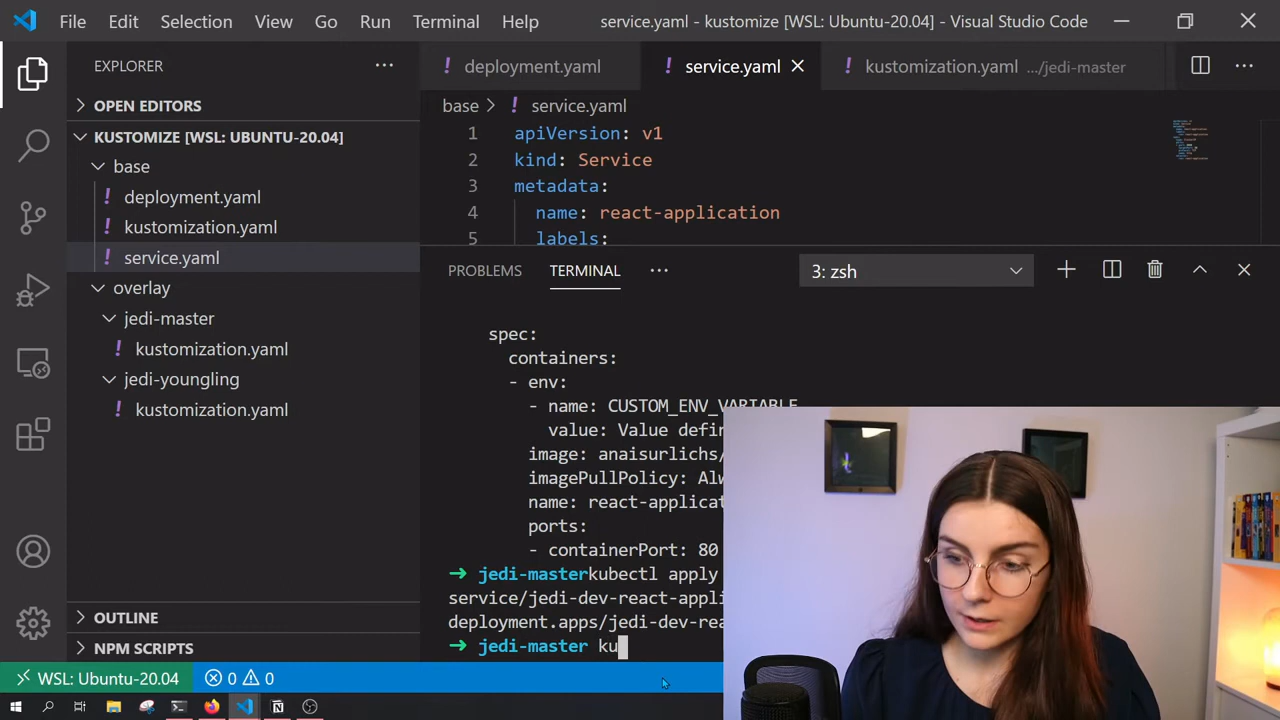 File Edit Selection View Go Run Terminal Help service.yaml - kustomize [WSL: Ubuntu-20.04] - Visual Studio Code
EXPLORER
OPEN EDITORS
KUSTOMIZE [WSL: UBUNTU-20.04]
base
! deployment.yaml
! kustomization.yaml
! service.yaml
overlay
jedi-master
! kustomization.yaml
jedi-youngling
! kustomization.yaml
OUTLINE
NPM SCRIPTS
! deployment.yaml ! service.yaml ! kustomization.yaml .../jedi-master
base > ! service.yaml
1 apiVersion: v1
2 kind: Service
3 metadata:
4 name: react-application
5 labels:
PROBLEMS TERMINAL 3: zsh
spec:
containers:
- env:
- name: CUSTOM_ENV_VARIABLE
value: Value defin
image: anaisurlichs/
imagePullPolicy: Alw
name: react-applicat
ports:
- containerPort: 80
→ jedi-masterkubectl apply
service/jedi-dev-react-appli
deployment.apps/jedi-dev-rea
→ jedi-master ku
WSL: Ubuntu-20.04 0 0